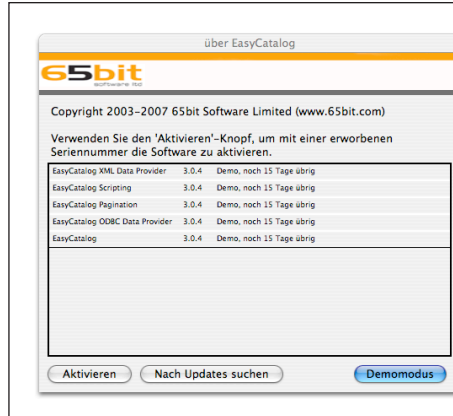 über EasyCatalog
65bit
software ltd
Copyright 2003-2007 65bit Software Limited (www.65bit.com)
Verwenden Sie den 'Aktivieren'-Knopf, um mit einer erworbenen
Seriennummer die Software zu aktivieren.
EasyCatalog XML Data Provider 3.0.4 Demo, noch 15 Tage übrig
EasyCatalog Scripting 3.0.4 Demo, noch 15 Tage übrig
EasyCatalog Pagination 3.0.4 Demo, noch 15 Tage übrig
EasyCatalog ODBC Data Provider 3.0.4 Demo, noch 15 Tage übrig
EasyCatalog 3.0.4 Demo, noch 15 Tage übrig
Aktivieren Nach Updates suchen Demomodus